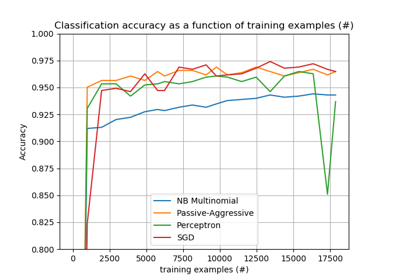 Classification accuracy as a function of training examples (#)
1.000
0.975
0.950
0.925
0.900
0.875
0.850
0.825
0.800
Accuracy
NB Multinomial
Passive-Aggressive
Perceptron
SGD
0 2500 5000 7500 10000 12500 15000 17500
training examples (#)